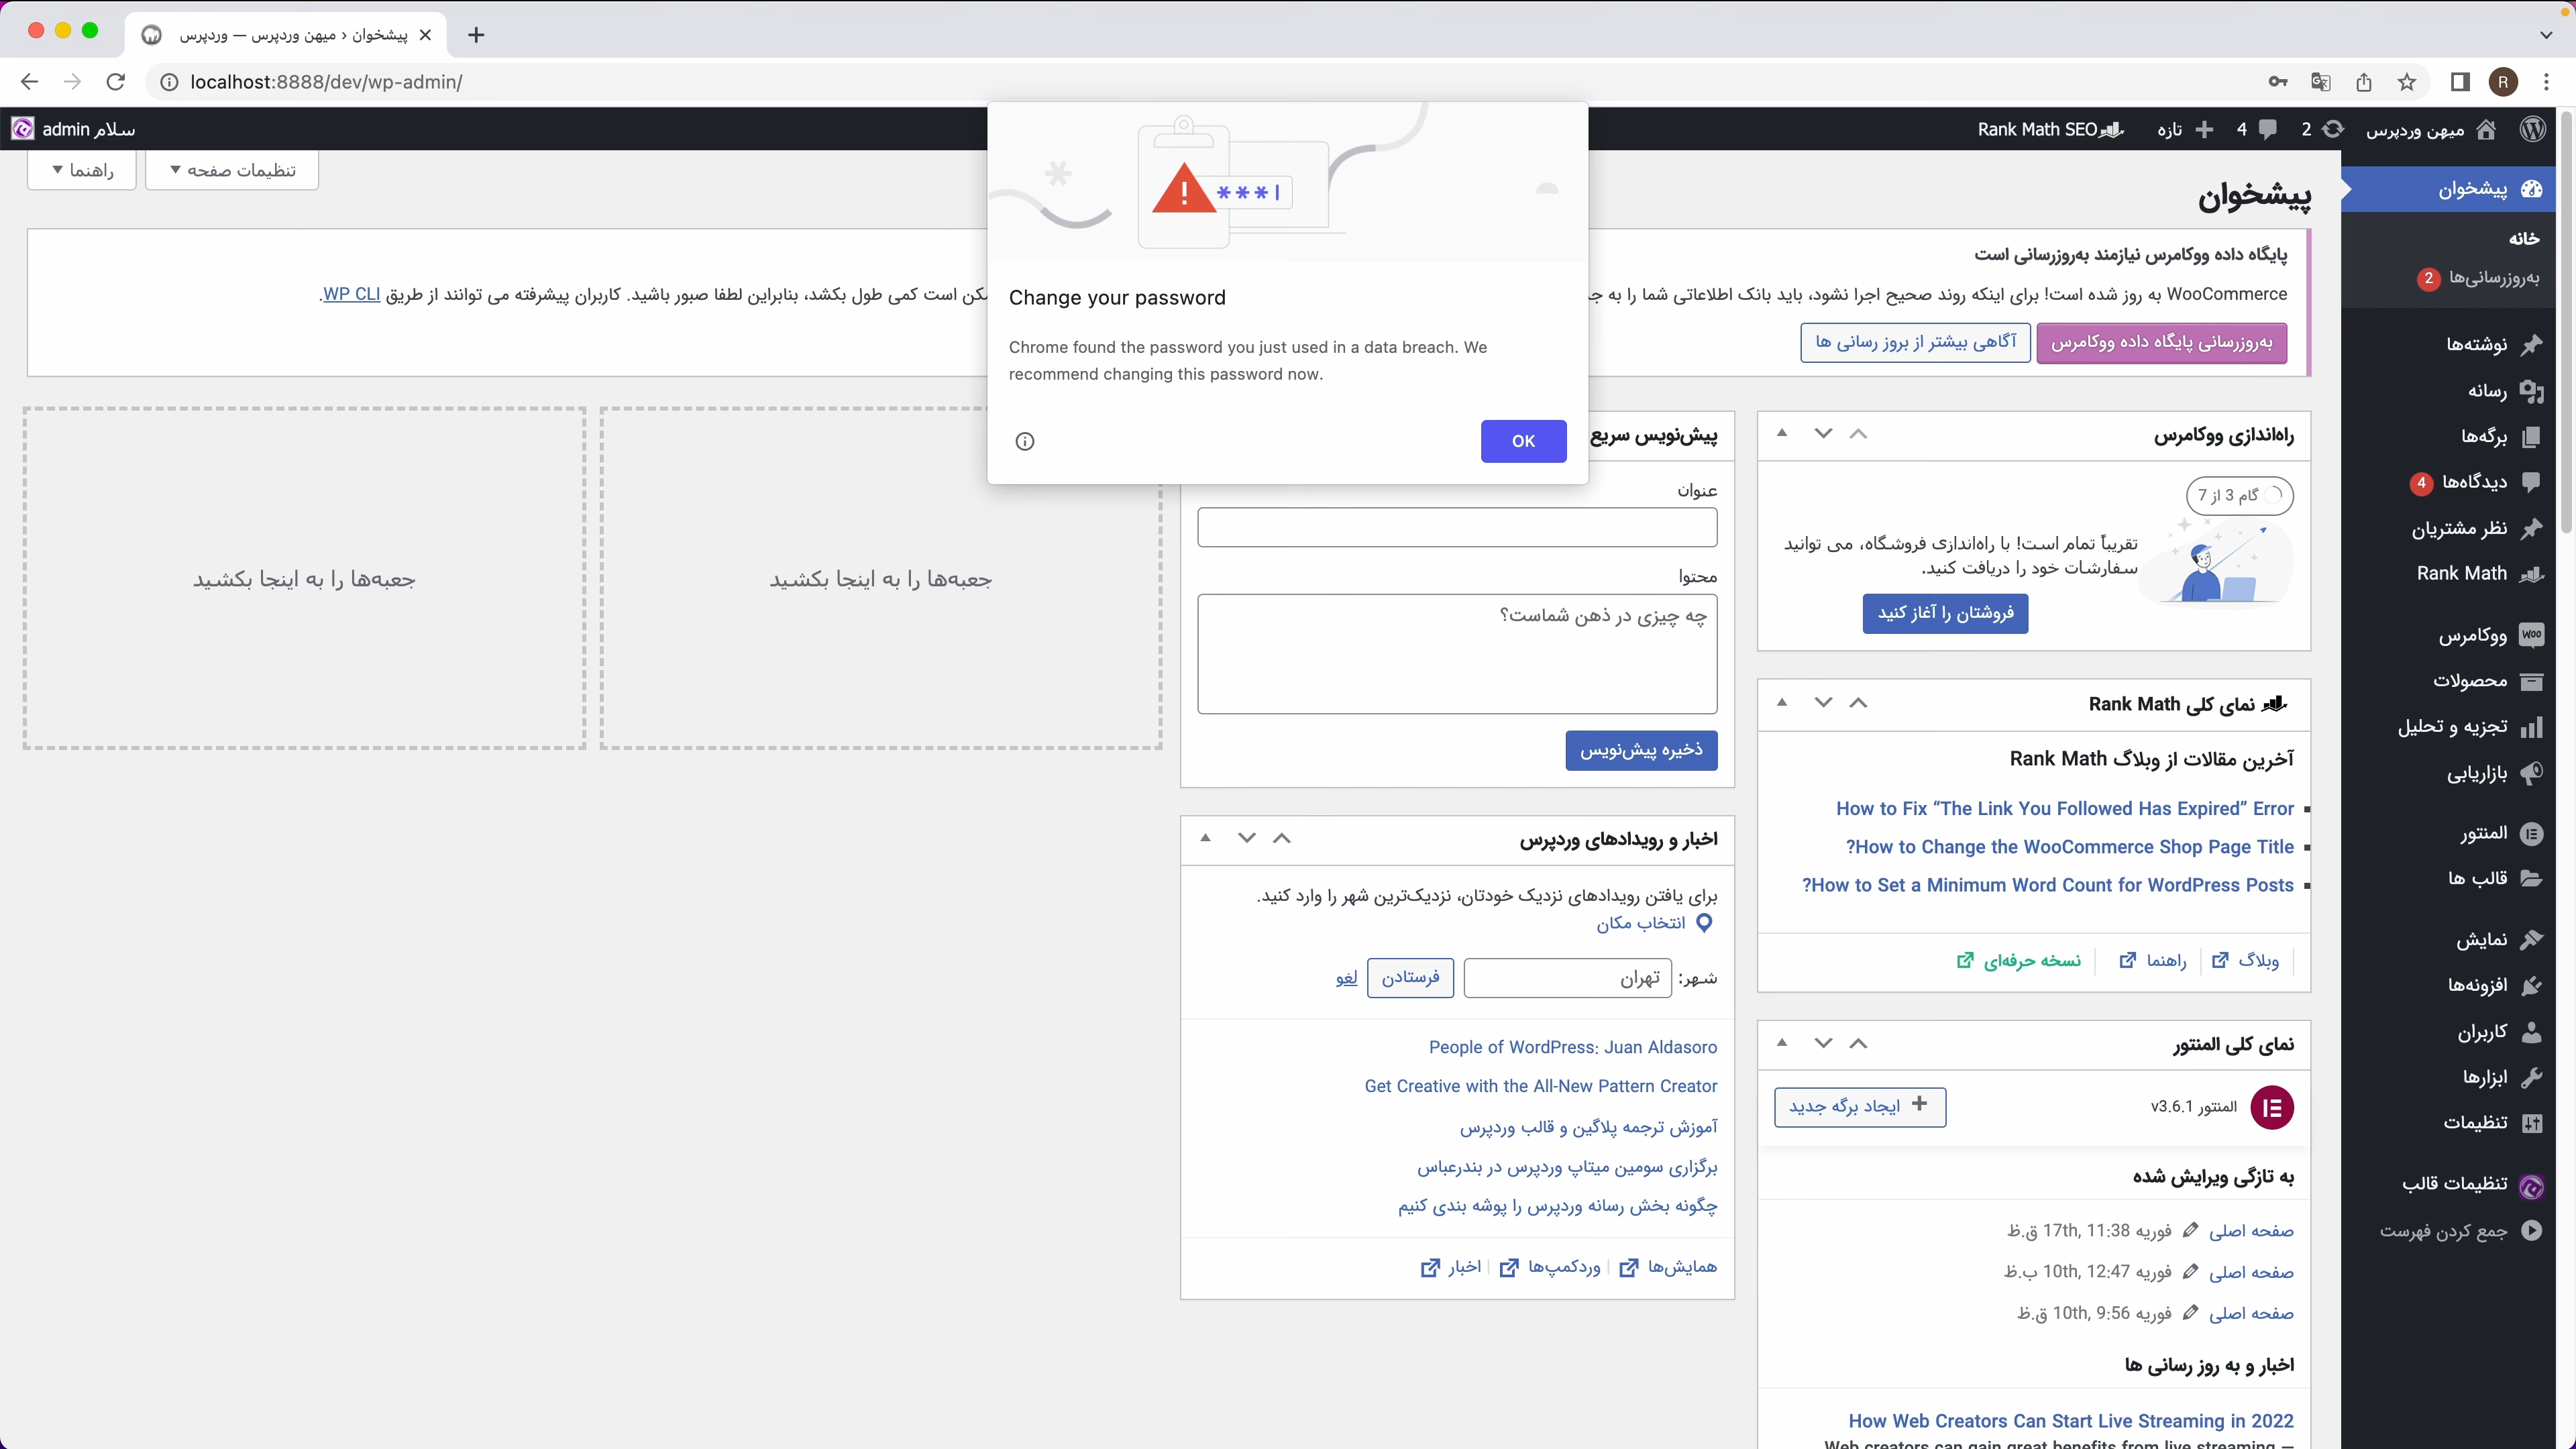 پیشخوان ‹ میهن وردپرس — وردپرس
localhost:8888/dev/wp-admin/
R
میهن وردپرس
2
4
تازه
Rank Math SEO
سلام admin
تنظیمات صفحه
راهنما
پیشخوان
خانه
به‌روزرسانی‌ها 2
نوشته‌ها
رسانه
برگه‌ها
دیدگاه‌ها 4
نظر مشتریان
Rank Math
ووکامرس
محصولات
تجزیه و تحلیل
بازاریابی
المنتور
قالب ها
نمایش
افزونه‌ها
کاربران
ابزارها
تنظیمات
تنظیمات قالب
جمع کردن فهرست
پیشخوان
پایگاه داده ووکامرس نیازمند به‌روزرسانی است
WooCommerce به روز شده است! برای اینکه روند صحیح اجرا نشود، باید بانک اطلاعاتی شما را به
است کمی طول بکشد، بنابراین لطفا صبور باشید. کاربران پیشرفته می توانند از طریق WP CLI.
به‌روزرسانی پایگاه داده ووکامرس
آگاهی بیشتر از بروز رسانی ها
Change your password
Chrome found the password you just used in a data breach. We
recommend changing this password now.
OK
راه‌اندازی ووکامرس
گام 3 از 7
تقریباً تمام است! با راه‌اندازی فروشگاه، می توانید
سفارشات خود را دریافت کنید.
فروشتان را آغاز کنید
نمای کلی Rank Math
آخرین مقالات از وبلاگ Rank Math
How to Fix “The Link You Followed Has Expired” Error
?How to Change the WooCommerce Shop Page Title
?How to Set a Minimum Word Count for WordPress Posts
وبلاگ
راهنما
نسخه حرفه‌ای
نمای کلی المنتور
المنتور v3.6.1
ایجاد برگه جدید
به تازگی ویرایش شده
صفحه اصلی فوریه 17th, 11:38 ق.ظ
صفحه اصلی فوریه 10th, 12:47 ب.ظ
صفحه اصلی فوریه 10th, 9:56 ق.ظ
اخبار و به روز رسانی ها
How Web Creators Can Start Live Streaming in 2022
Web creators can gain great benefits from live streaming —
پیش‌نویس سریع
عنوان
محتوا
چه چیزی در ذهن شماست؟
ذخیره پیش‌نویس
اخبار و رویدادهای وردپرس
برای یافتن رویدادهای نزدیک خودتان، نزدیک‌ترین شهر را وارد کنید.
انتخاب مکان
شهر:
تهران
فرستادن
لغو
People of WordPress: Juan Aldasoro
Get Creative with the All-New Pattern Creator
آموزش ترجمه پلاگین و قالب وردپرس
برگزاری سومین میتاپ وردپرس در بندرعباس
چگونه بخش رسانه وردپرس را پوشه بندی کنیم
همایش‌ها
وردکمپ‌ها
اخبار
جعبه‌ها را به اینجا بکشید
جعبه‌ها را به اینجا بکشید